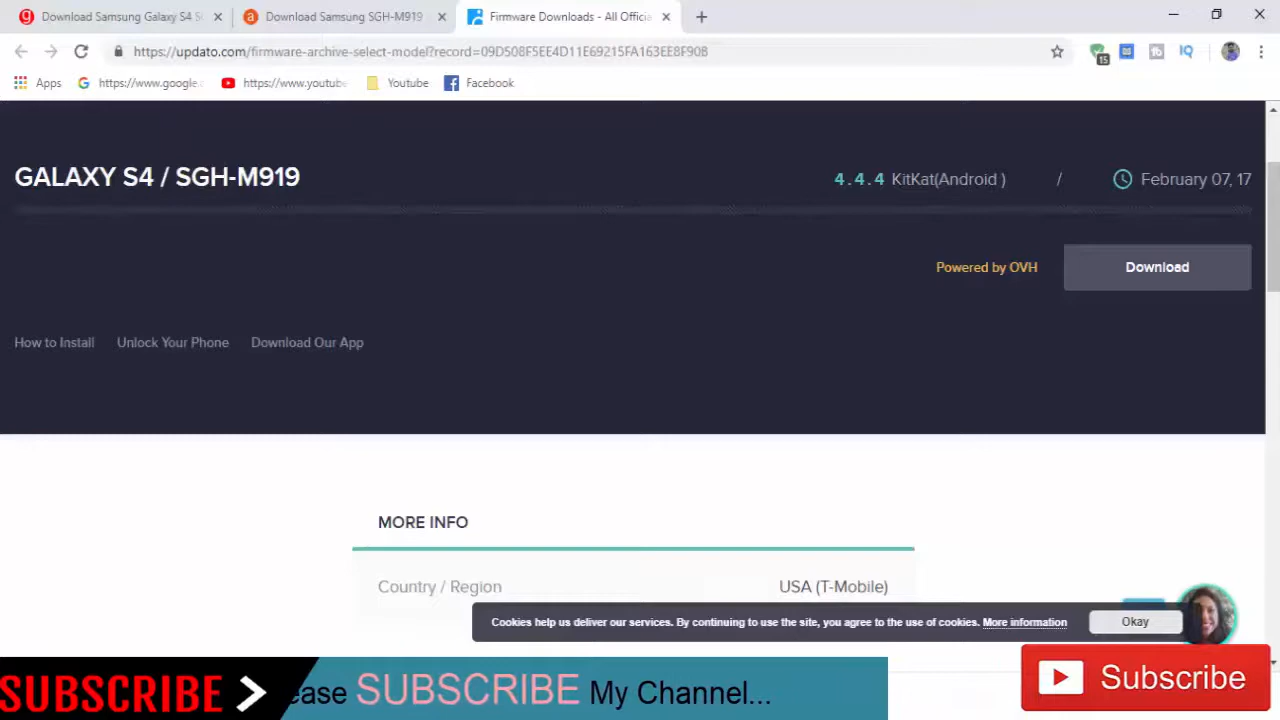 Download Samsung Galaxy S4 S
Download Samsung SGH-M919
Firmware Downloads - All Officia
https://updato.com/firmware-archive-select-model?record=09D508F5EE4D11E69215FA163EE8F908
15
Apps
https://www.google.c
https://www.youtube
Youtube
Facebook
GALAXY S4 / SGH-M919
4.4.4 KitKat(Android ) / February 07, 17
Powered by OVH
Download
How to Install Unlock Your Phone Download Our App
MORE INFO
Country / Region USA (T-Mobile)
Cookies help us deliver our services. By continuing to use the site, you agree to the use of cookies. More information
Okay
SUBSCRIBE
ease SUBSCRIBE My Channel...
Subscribe